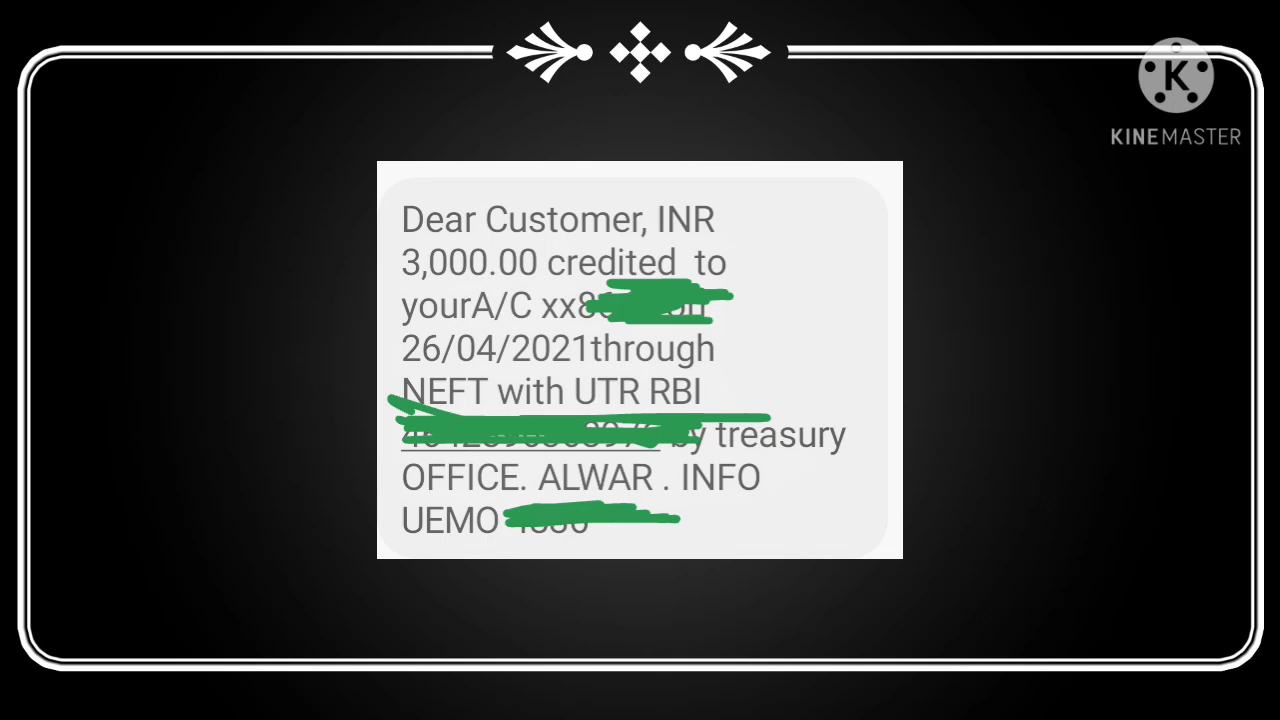 KINEMASTER
Dear Customer, INR
3,000.00 credited to
yourA/C
26/04/2021through
NEFT with UTR RBI
by treasury
OFFICE. ALWAR . INFO
UEMO